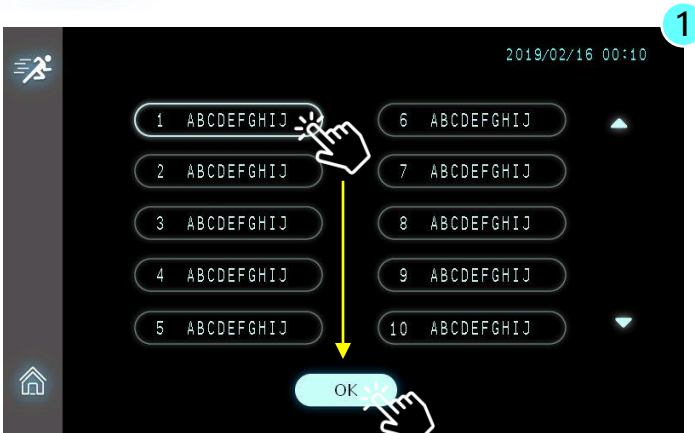 1
2019/02/16 00:10
1 ABCDEFGHIJ
6 ABCDEFGHIJ
2 ABCDEFGHIJ
7 ABCDEFGHIJ
3 ABCDEFGHIJ
8 ABCDEFGHIJ
4 ABCDEFGHIJ
9 ABCDEFGHIJ
5 ABCDEFGHIJ
10 ABCDEFGHIJ
OK